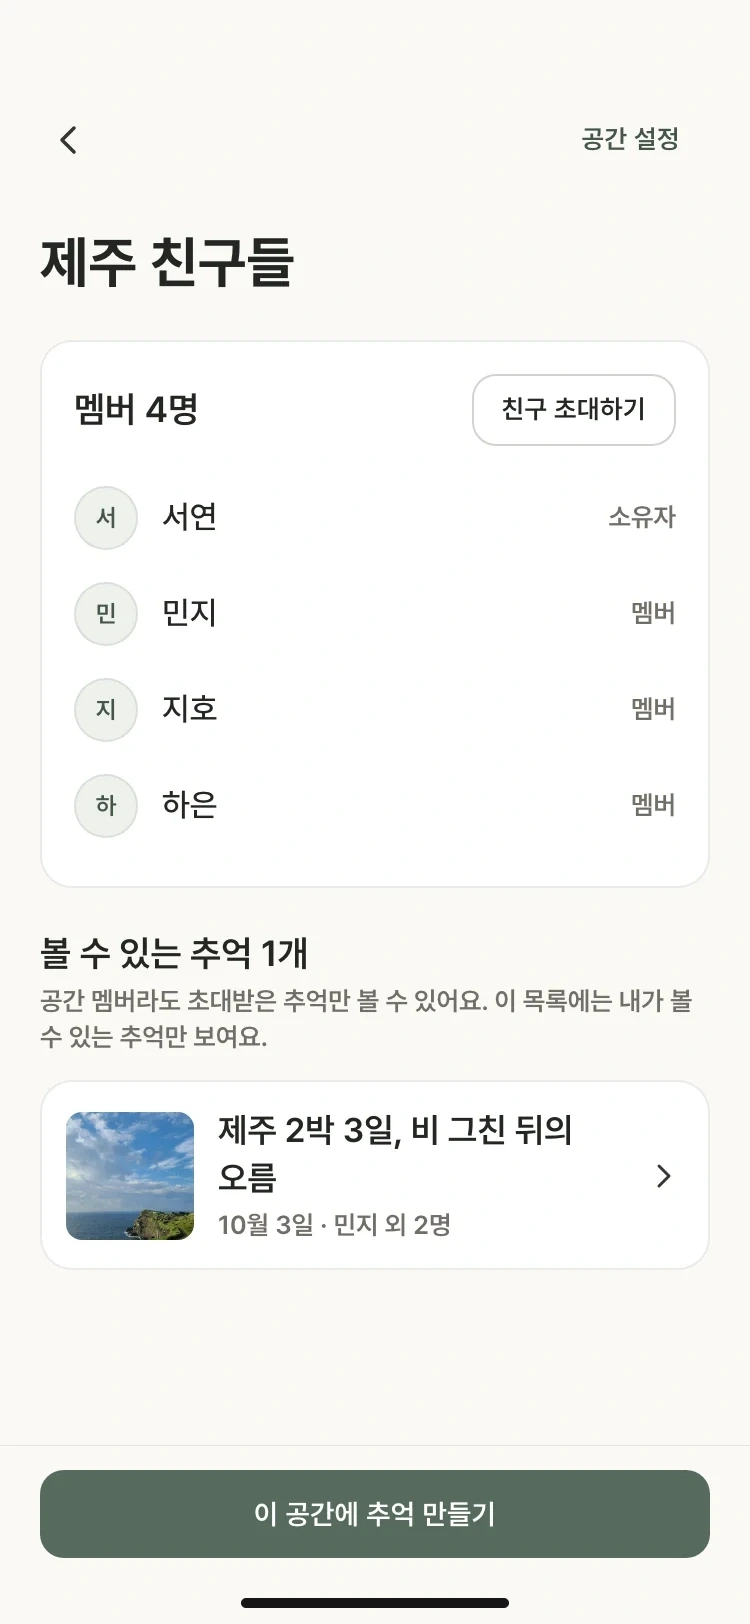 공간 설정
제주 친구들
멤버 4명
친구 초대하기
서 서연 소유자
민 민지 멤버
지 지호 멤버
하 하은 멤버
볼 수 있는 추억 1개
공간 멤버라도 초대받은 추억만 볼 수 있어요. 이 목록에는 내가 볼
수 있는 추억만 보여요.
제주 2박 3일, 비 그친 뒤의
오름
10월 3일 · 민지 외 2명
이 공간에 추억 만들기